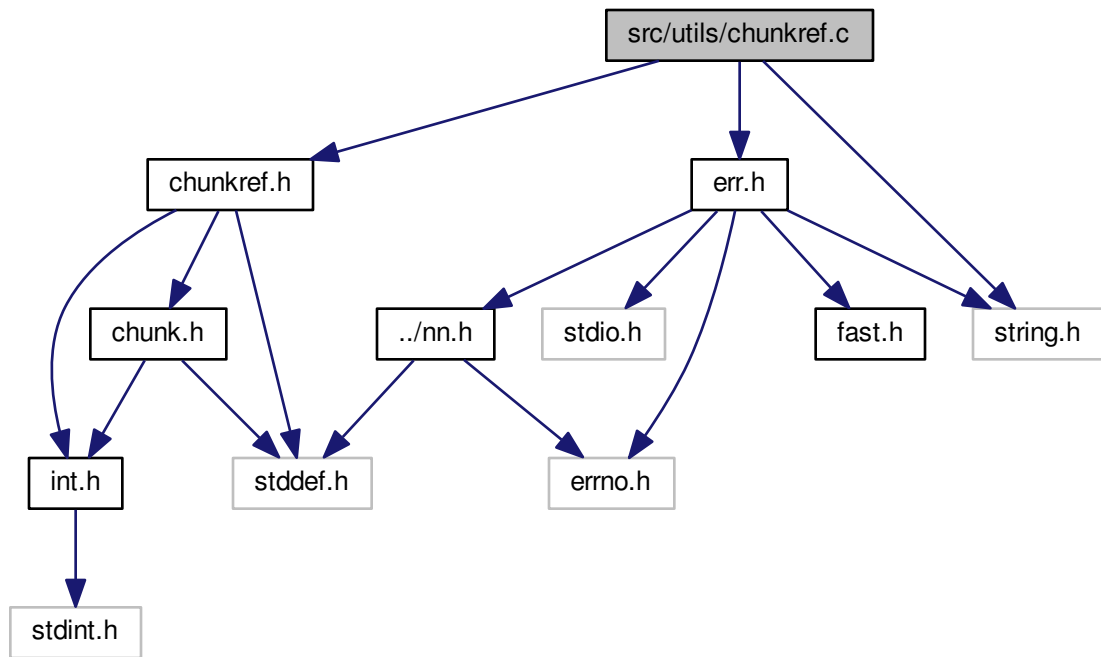 src/utils/chunkref.c
chunkref.h
err.h
chunk.h
../nn.h
stdio.h
fast.h
string.h
int.h
stddef.h
errno.h
stdint.h